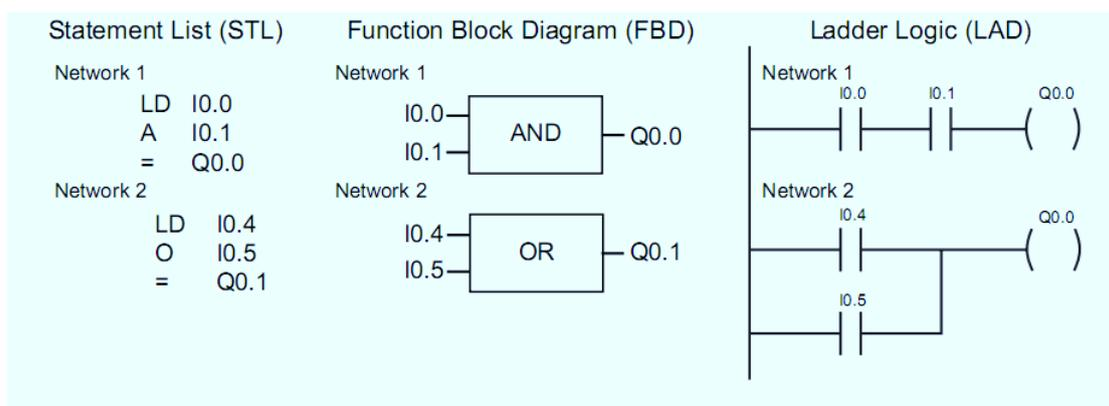 Statement List (STL)
Network 1
LD I0.0
A I0.1
= Q0.0
Network 2
LD I0.4
O I0.5
= Q0.1
Function Block Diagram (FBD)
Network 1
I0.0
I0.1
AND
Q0.0
Network 2
I0.4
I0.5
OR
Q0.1
Ladder Logic (LAD)
Network 1
I0.0 I0.1 Q0.0
Network 2
I0.4 Q0.0
I0.5